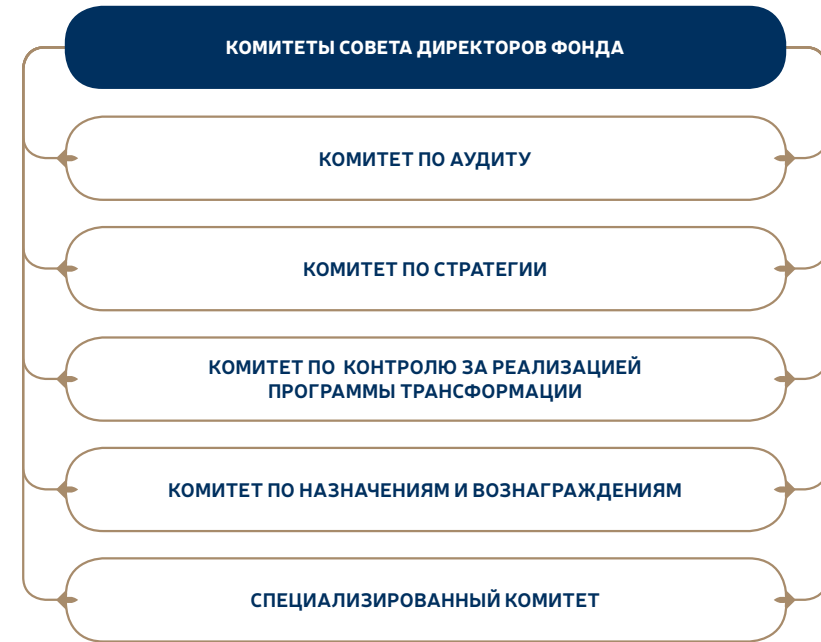 КОМИТЕТЫ СОВЕТА ДИРЕКТОРОВ ФОНДА
КОМИТЕТ ПО АУДИТУ
КОМИТЕТ ПО СТРАТЕГИИ
КОМИТЕТ ПО КОНТРОЛЮ ЗА РЕАЛИЗАЦИЕЙ
ПРОГРАММЫ ТРАНСФОРМАЦИИ
КОМИТЕТ ПО НАЗНАЧЕНИЯМ И ВОЗНАГРАЖДЕНИЯМ
СПЕЦИАЛИЗИРОВАННЫЙ КОМИТЕТ